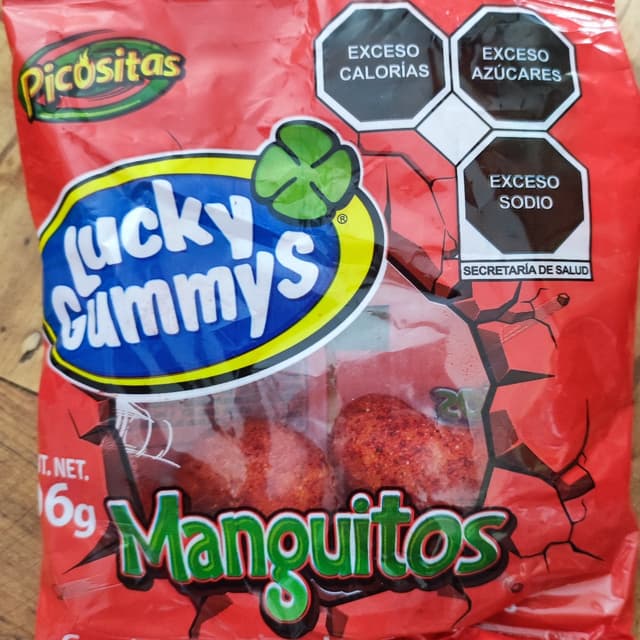 Picositas
EXCESO
CALORÍAS
EXCESO
AZÚCARES
EXCESO
SODIO
SECRETARÍA DE SALUD
Lucky
Gummys
®
NET.
6g
Manguitos